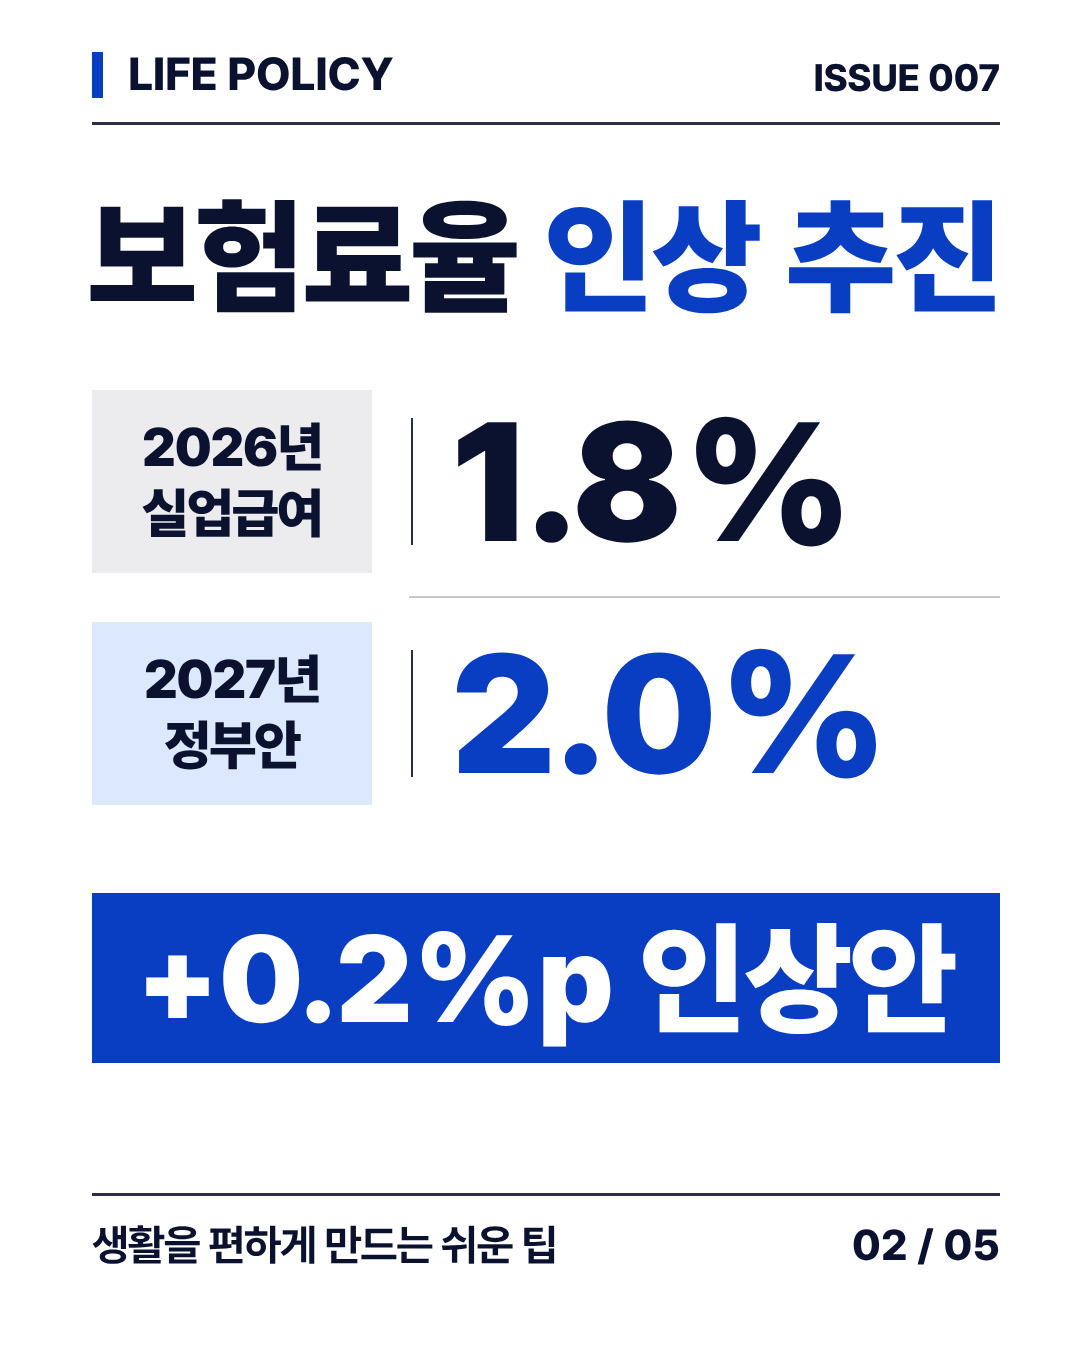 LIFE POLICY
ISSUE 007
보험료율 인상 추진
2026년
실업급여
1.8%
2027년
정부안
2.0%
+0.2%p 인상안
생활을 편하게 만드는 쉬운 팁
02 / 05